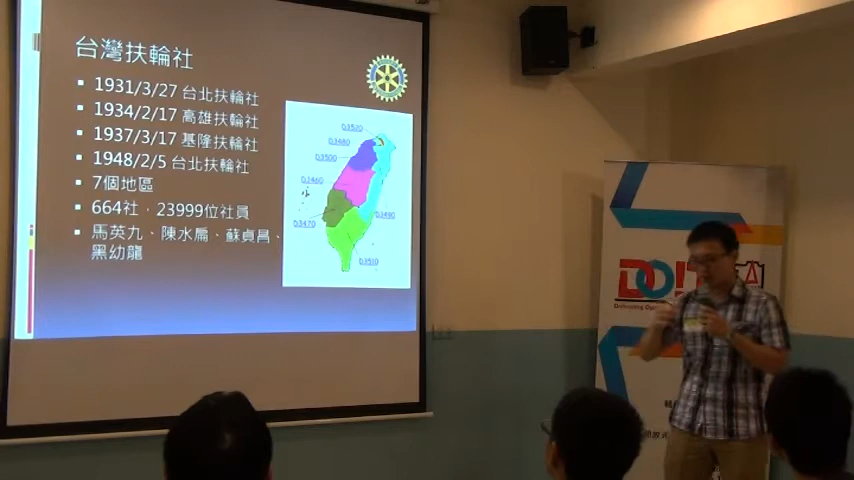 台灣扶輪社
1931/3/27 台北扶輪社
1934/2/17 高雄扶輪社
1937/3/17 基隆扶輪社
1948/2/5 台北扶輪社
7個地區
664社，23999位社員
馬英九、陳水扁、蘇貞昌、
黑幼龍
D3520
D3480
D3500
D3460
D3470
D3490
D3510
DOIT